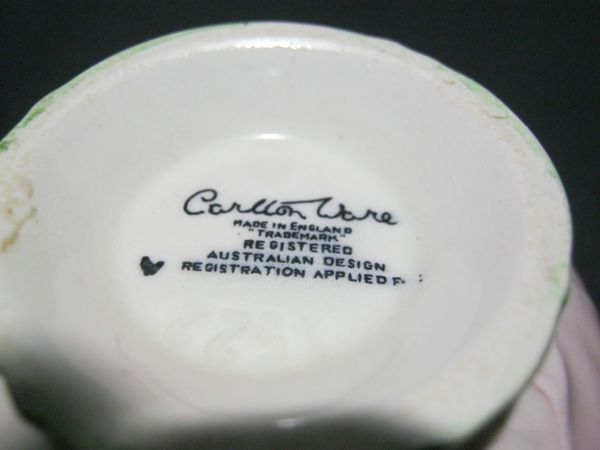 Carlton Ware
MADE IN ENGLAND
"TRADEMARK"
REGISTERED
AUSTRALIAN DESIGN
REGISTRATION APPLIED F